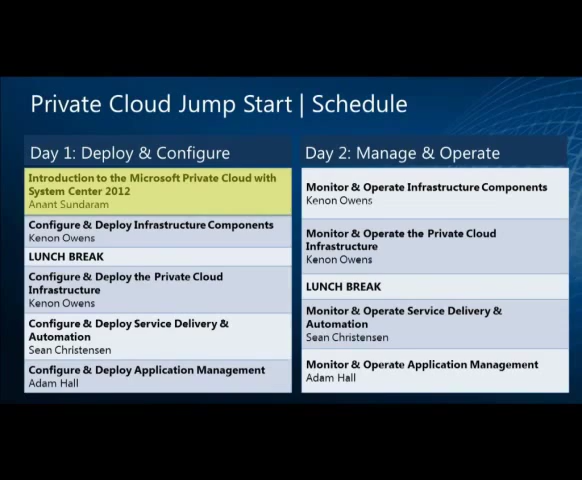 Private Cloud Jump Start | Schedule
Day 1: Deploy & Configure
Introduction to the Microsoft Private Cloud with
System Center 2012
Anant Sundaram
Configure & Deploy Infrastructure Components
Kenon Owens
LUNCH BREAK
Configure & Deploy the Private Cloud
Infrastructure
Kenon Owens
Configure & Deploy Service Delivery &
Automation
Sean Christensen
Configure & Deploy Application Management
Adam Hall
Day 2: Manage & Operate
Monitor & Operate Infrastructure Components
Kenon Owens
Monitor & Operate the Private Cloud
Infrastructure
Kenon Owens
LUNCH BREAK
Monitor & Operate Service Delivery &
Automation
Sean Christensen
Monitor & Operate Application Management
Adam Hall